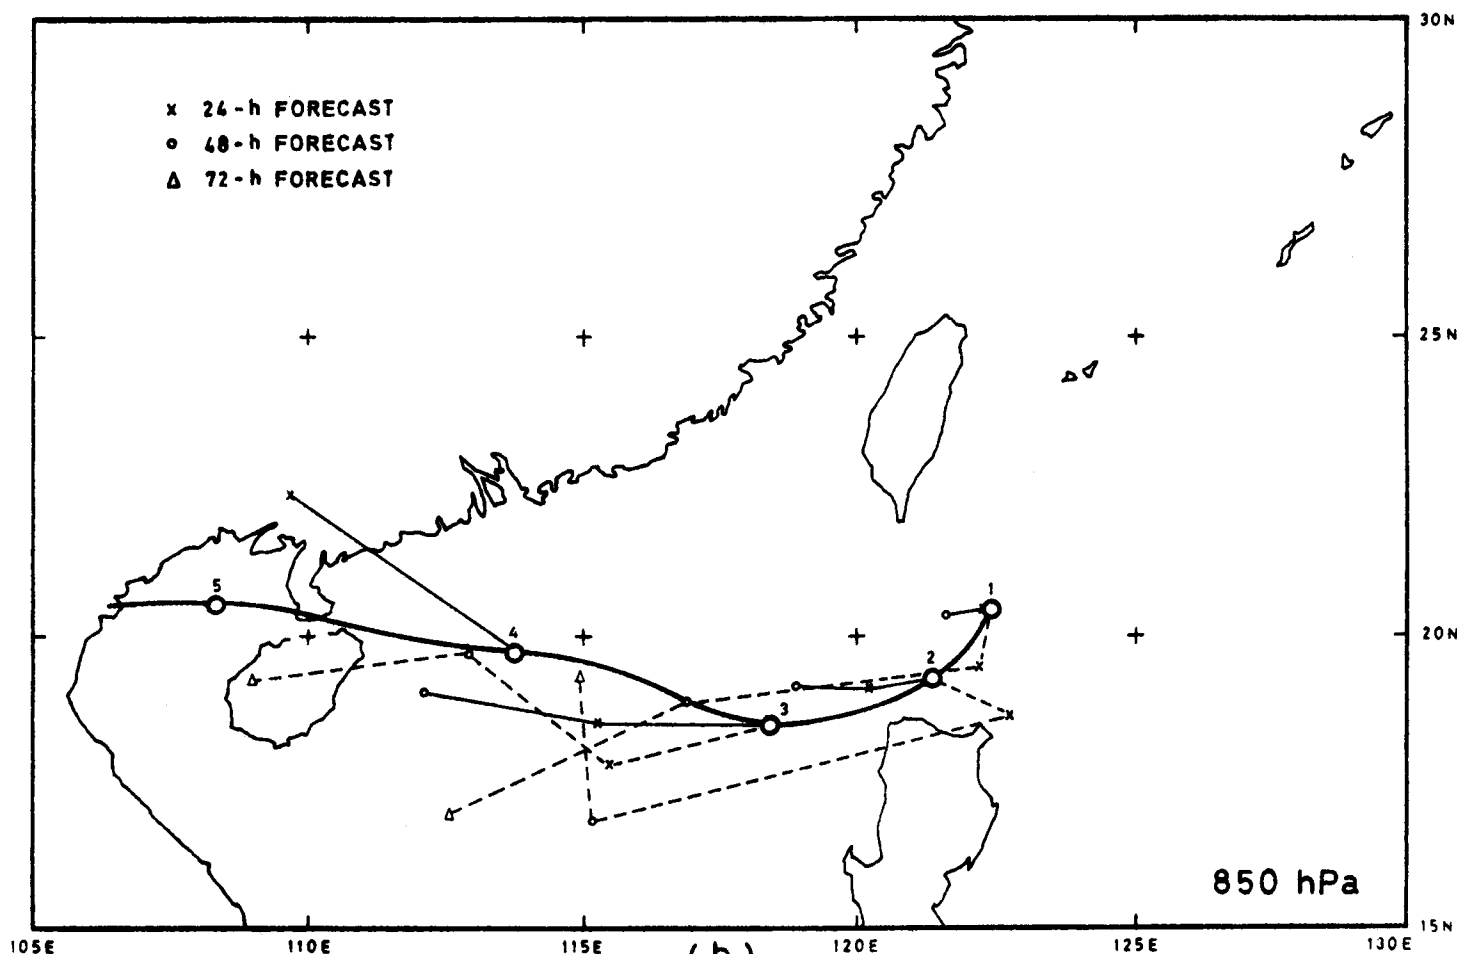 30N
x 24-h FORECAST
o 48-h FORECAST
Δ 72-h FORECAST
25N
5
1
4
20N
2
3
850 hPa
15N
105E 110E 115E 120E 125E 130E